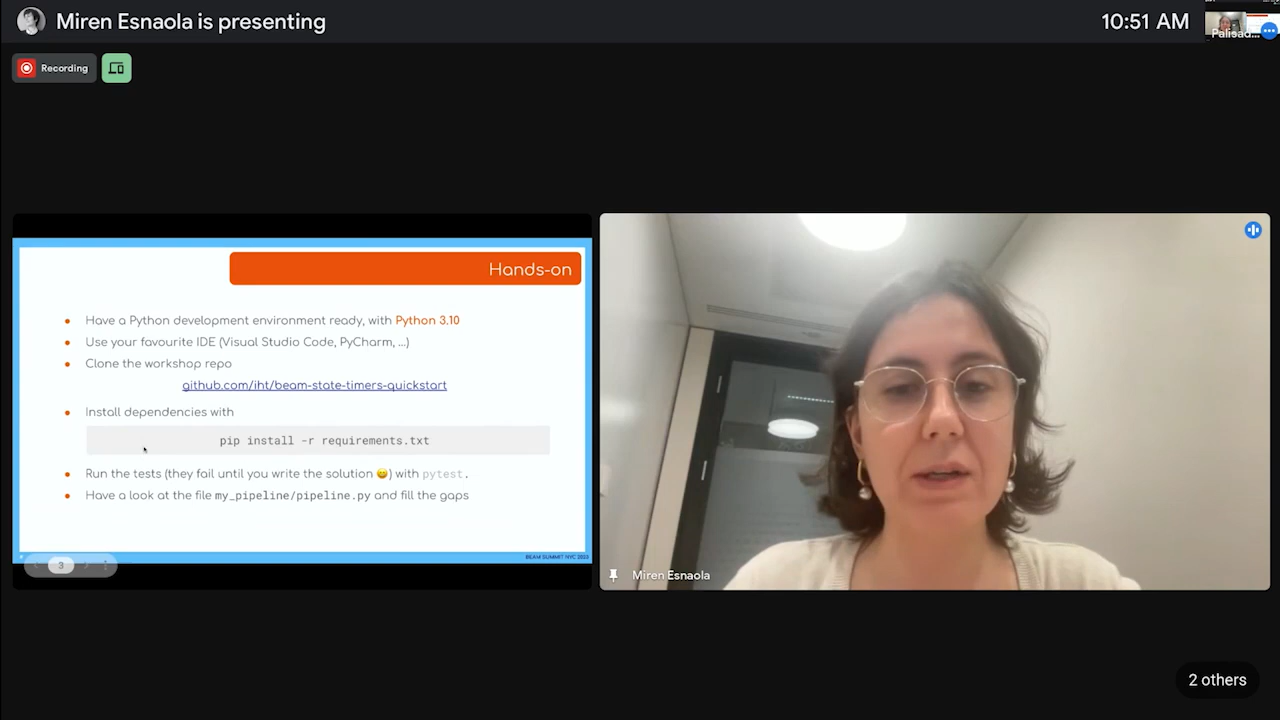 Miren Esnaola is presenting
10:51 AM
Palisad...
Recording
Hands-on
Have a Python development environment ready, with Python 3.10
Use your favourite IDE (Visual Studio Code, PyCharm, ...)
Clone the workshop repo
github.com/iht/beam-state-timers-quickstart
Install dependencies with
pip install -r requirements.txt
Run the tests (they fail until you write the solution 😄) with pytest.
Have a look at the file my_pipeline/pipeline.py and fill the gaps
BEAM SUMMIT NYC 2023
3
Miren Esnaola
2 others